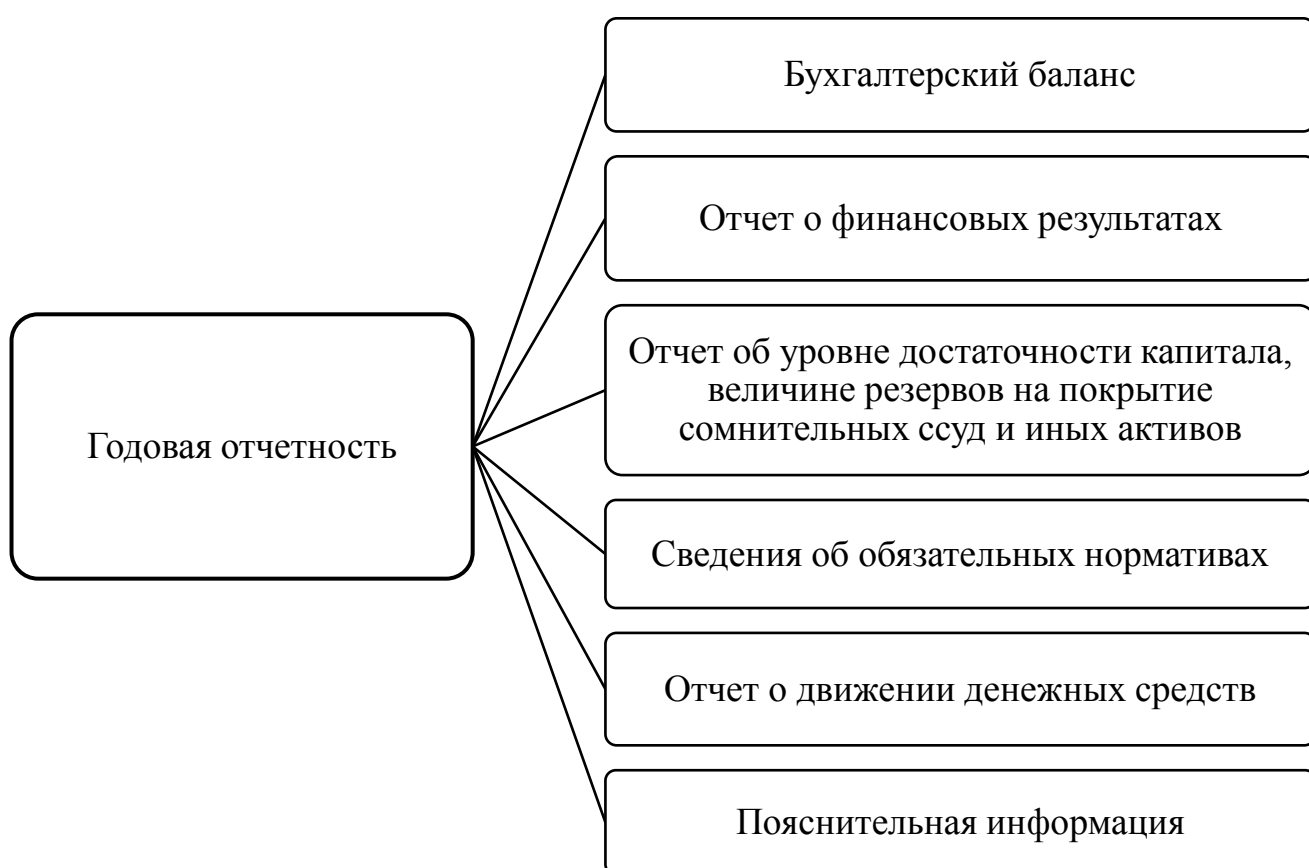 Бухгалтерский баланс
Отчет о финансовых результатах
Отчет об уровне достаточности капитала,
величине резервов на покрытие
сомнительных ссуд и иных активов
Годовая отчетность
Сведения об обязательных нормативах
Отчет о движении денежных средств
Пояснительная информация